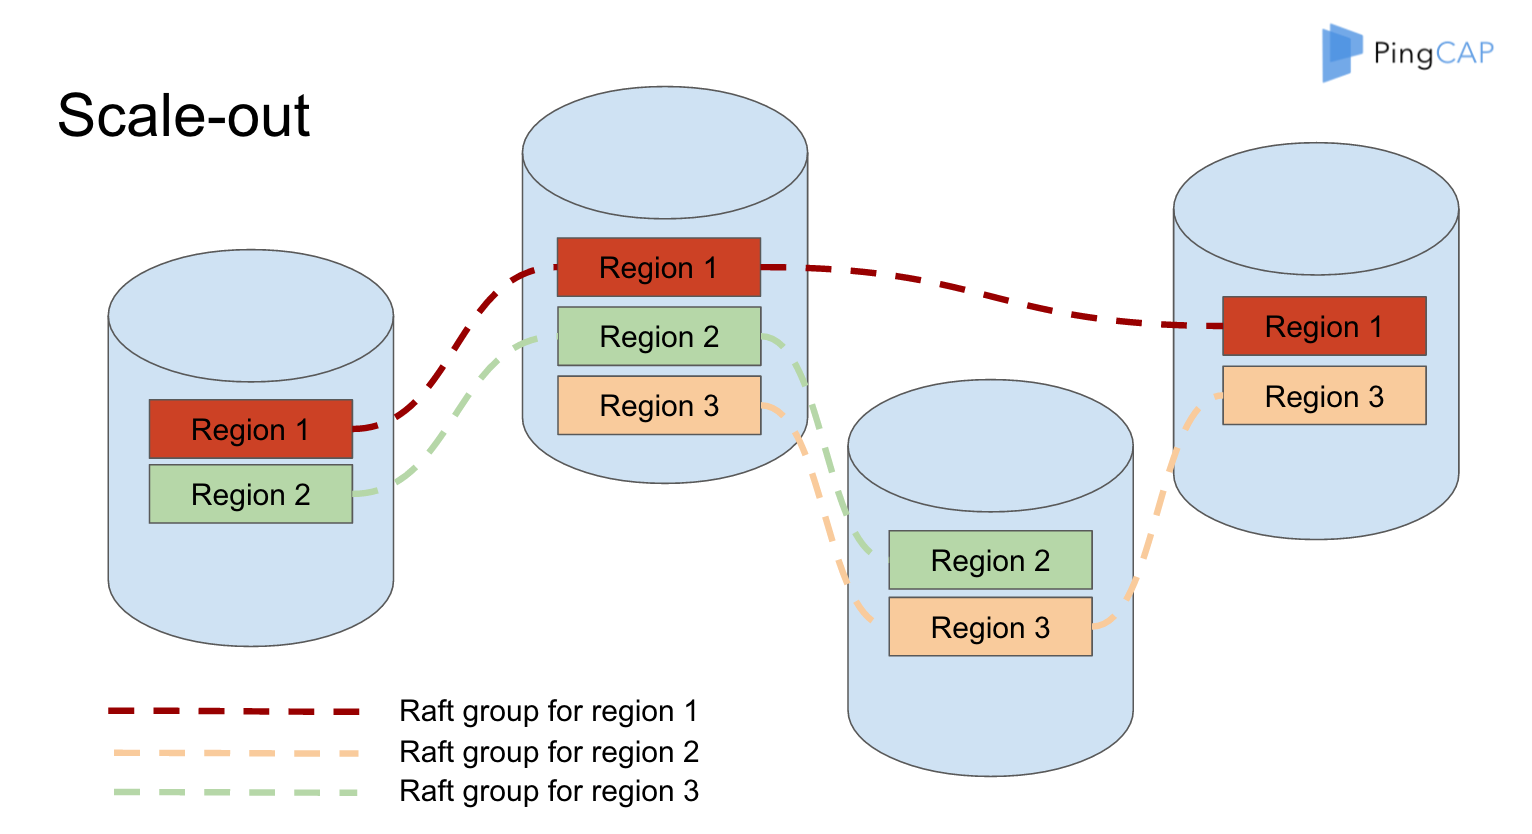 PingCAP
Scale-out
Region 1
Region 2
Region 1
Region 2
Region 3
Region 2
Region 3
Region 1
Region 3
Raft group for region 1
Raft group for region 2
Raft group for region 3